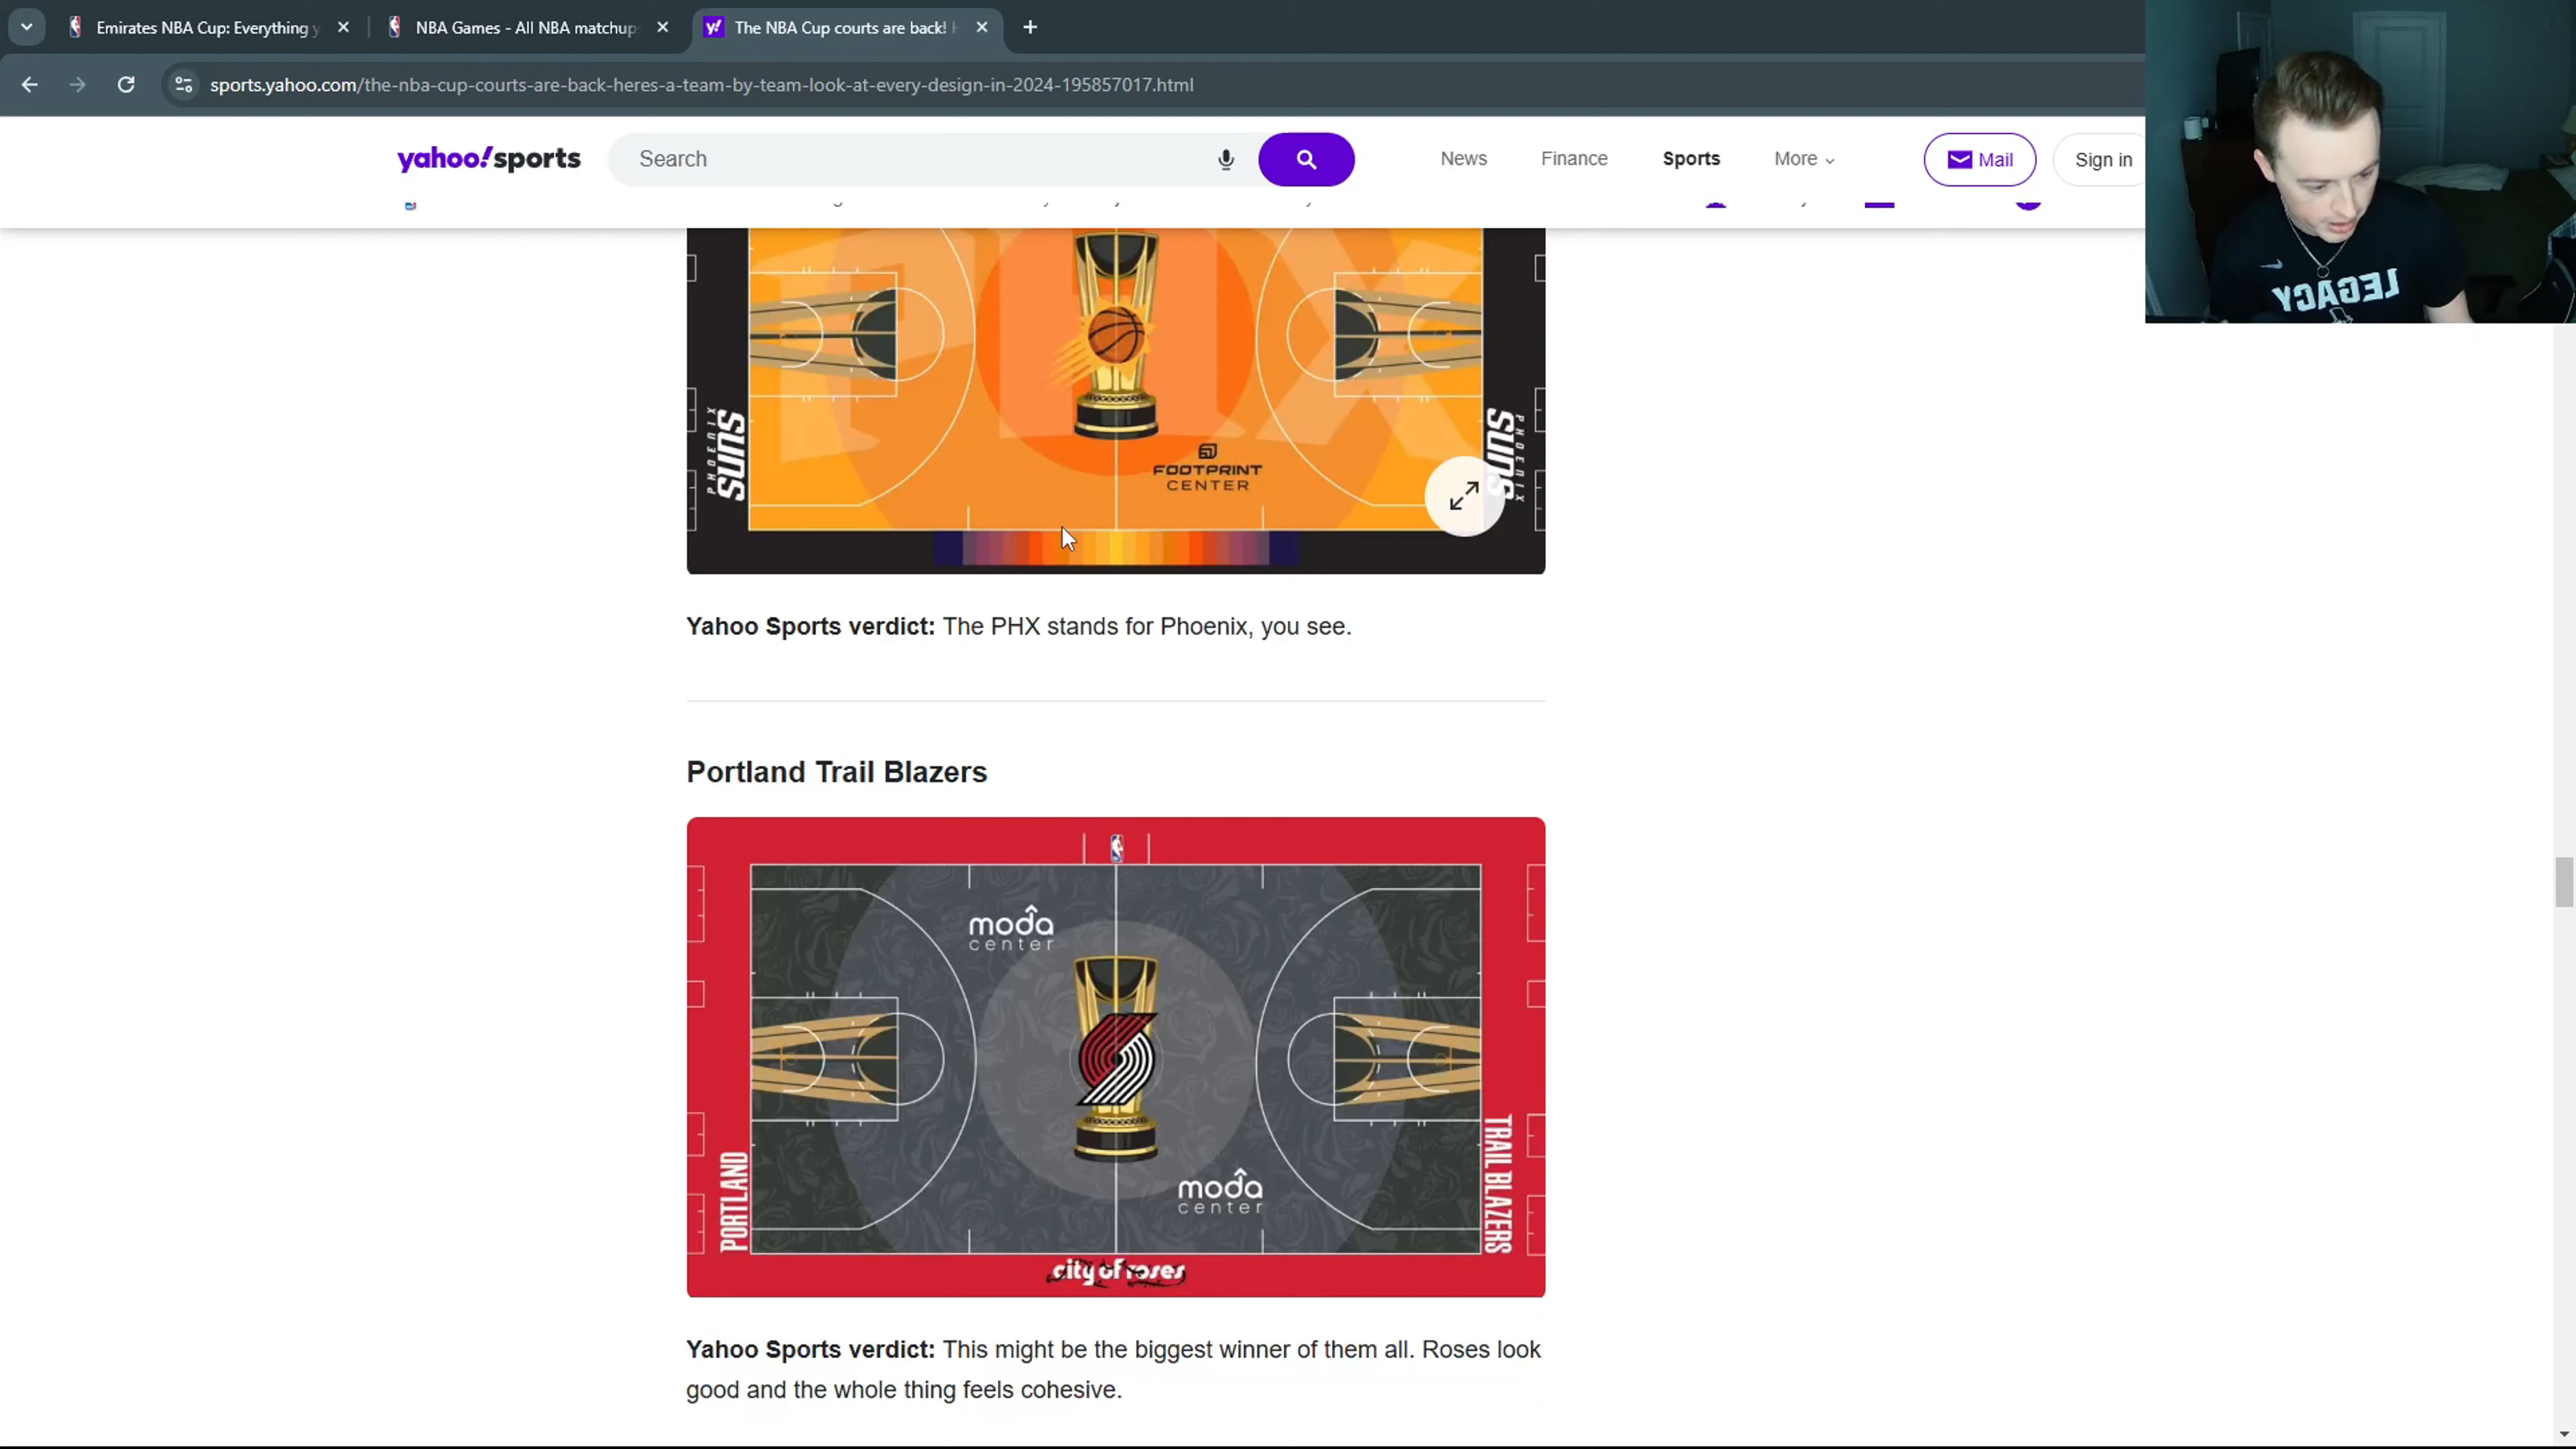 Emirates NBA Cup: Everything y
NBA Games - All NBA matchup
The NBA Cup courts are back! H
sports.yahoo.com/the-nba-cup-courts-are-back-heres-a-team-by-team-look-at-every-design-in-2024-195857017.html
yahoo!sports
Search
News
Finance
Sports
More
Mail
Sign in
LEGACY
PHX
PHOENIX
SUNS
FOOTPRINT
CENTER
SUNS
PHOENIX
Yahoo Sports verdict: The PHX stands for Phoenix, you see.
Portland Trail Blazers
moda
center
moda
center
PORTLAND
TRAIL BLAZERS
city of roses
Yahoo Sports verdict: This might be the biggest winner of them all. Roses look
good and the whole thing feels cohesive.